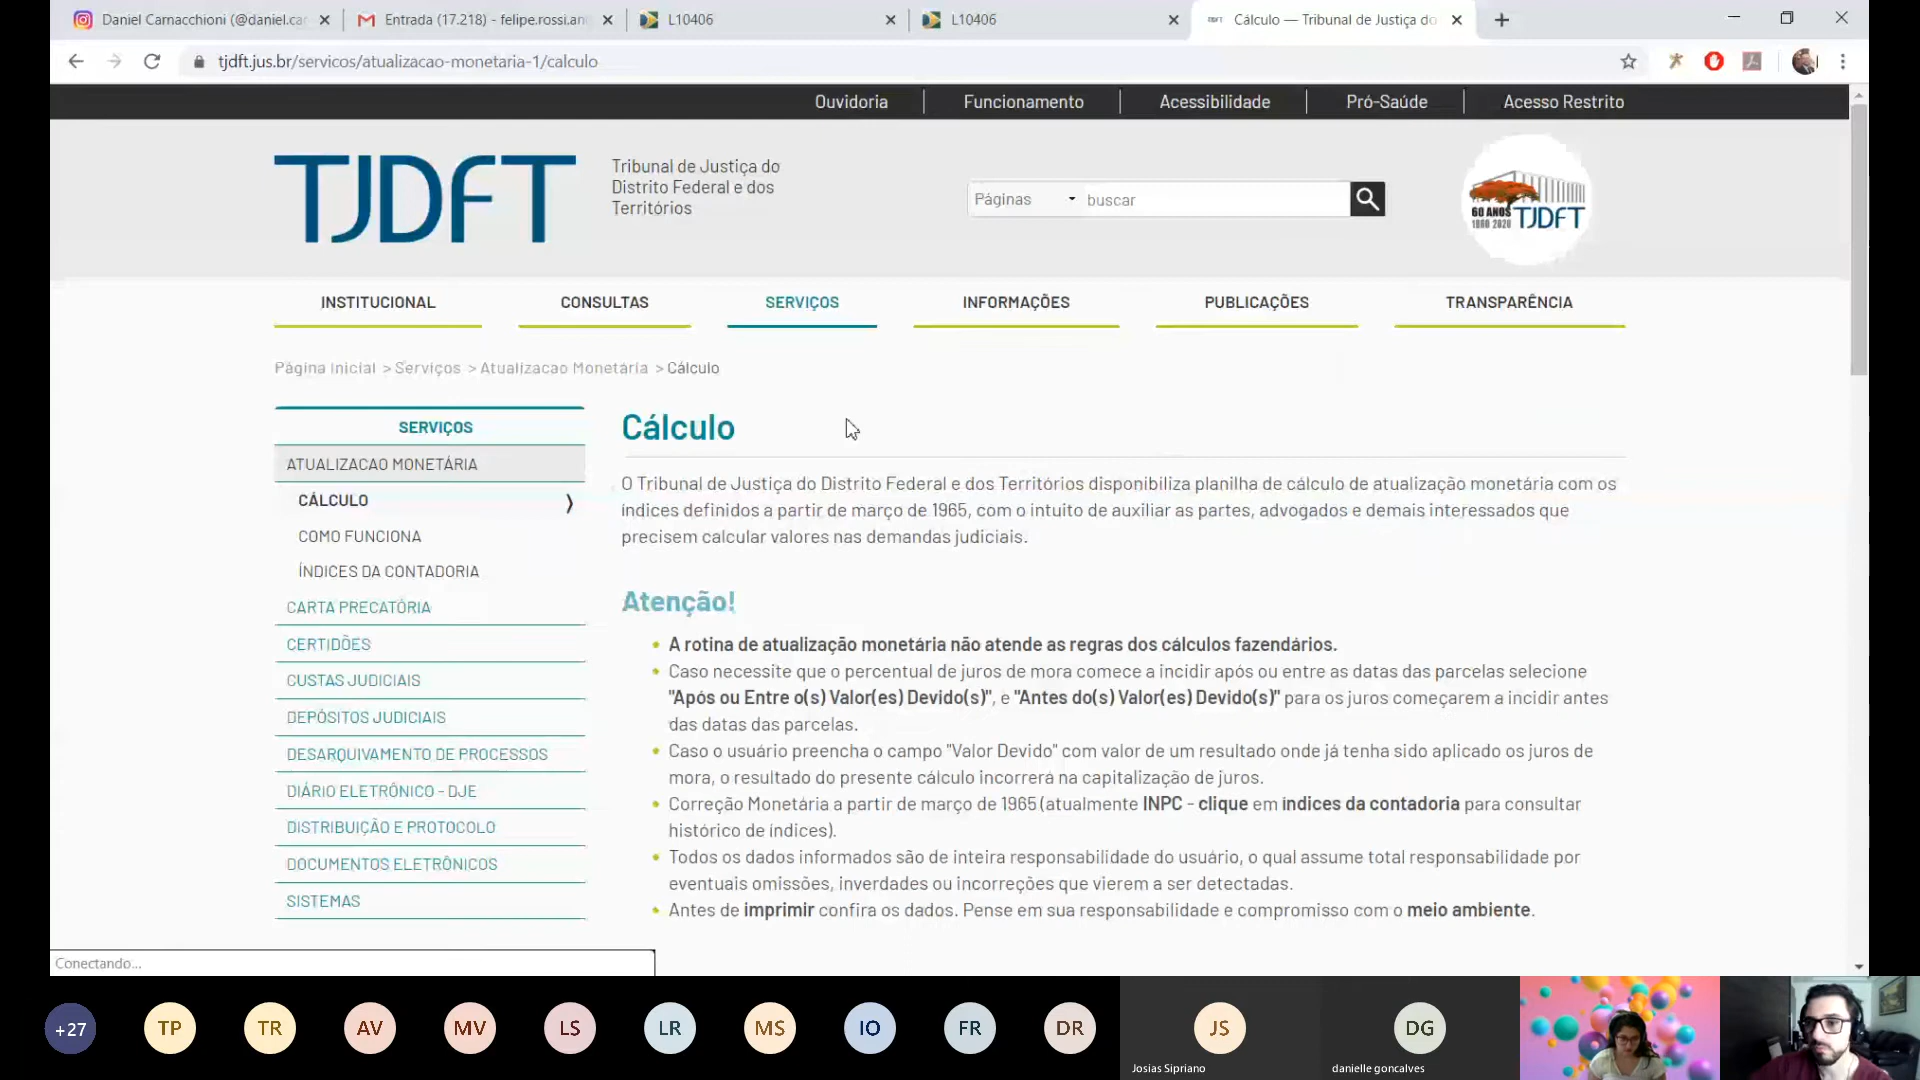 Daniel Camacchioni (@daniel.ca
Entrada (17.218) - felipe.rossi.an
L10406
L10406
Cálculo — Tribunal de Justiça do
tjdft.jus.br/servicos/atualizacao-monetaria-1/calculo
Ouvidoria
Funcionamento
Acessibilidade
Pró-Saúde
Acesso Restrito
TJDFT
Tribunal de Justiça do
Distrito Federal e dos
Territórios
Páginas
buscar
60 ANOS
1960 2020
TJDFT
INSTITUCIONAL
CONSULTAS
SERVIÇOS
INFORMAÇÕES
PUBLICAÇÕES
TRANSPARÊNCIA
Página Inicial > Serviços > Atualizacao Monetária > Cálculo
SERVIÇOS
ATUALIZACAO MONETÁRIA
CÁLCULO
COMO FUNCIONA
ÍNDICES DA CONTADORIA
CARTA PRECATÓRIA
CERTIDÕES
CUSTAS JUDICIAIS
DEPÓSITOS JUDICIAIS
DESARQUIVAMENTO DE PROCESSOS
DIÁRIO ELETRÔNICO - DJE
DISTRIBUIÇÃO E PROTOCOLO
DOCUMENTOS ELETRÔNICOS
SISTEMAS
Cálculo
O Tribunal de Justiça do Distrito Federal e dos Territórios disponibiliza planilha de cálculo de atualização monetária com os
índices definidos a partir de março de 1965, com o intuito de auxiliar as partes, advogados e demais interessados que
precisem calcular valores nas demandas judiciais.
Atenção!
A rotina de atualização monetária não atende as regras dos cálculos fazendários.
Caso necessite que o percentual de juros de mora comece a incidir após ou entre as datas das parcelas selecione
"Após ou Entre o(s) Valor(es) Devido(s)", e "Antes do(s) Valor(es) Devido(s)" para os juros começarem a incidir antes
das datas das parcelas.
Caso o usuário preencha o campo "Valor Devido" com valor de um resultado onde já tenha sido aplicado os juros de
mora, o resultado do presente cálculo incorrerá na capitalização de juros.
Correção Monetária a partir de março de 1965 (atualmente INPC - clique em índices da contadoria para consultar
histórico de índices).
Todos os dados informados são de inteira responsabilidade do usuário, o qual assume total responsabilidade por
eventuais omissões, inverdades ou incorreções que vierem a ser detectadas.
Antes de imprimir confira os dados. Pense em sua responsabilidade e compromisso com o meio ambiente.
Conectando...
+27
TP
TR
AV
MV
LS
LR
MS
IO
FR
DR
JS
Josias Sipriano
DG
danielle goncalves